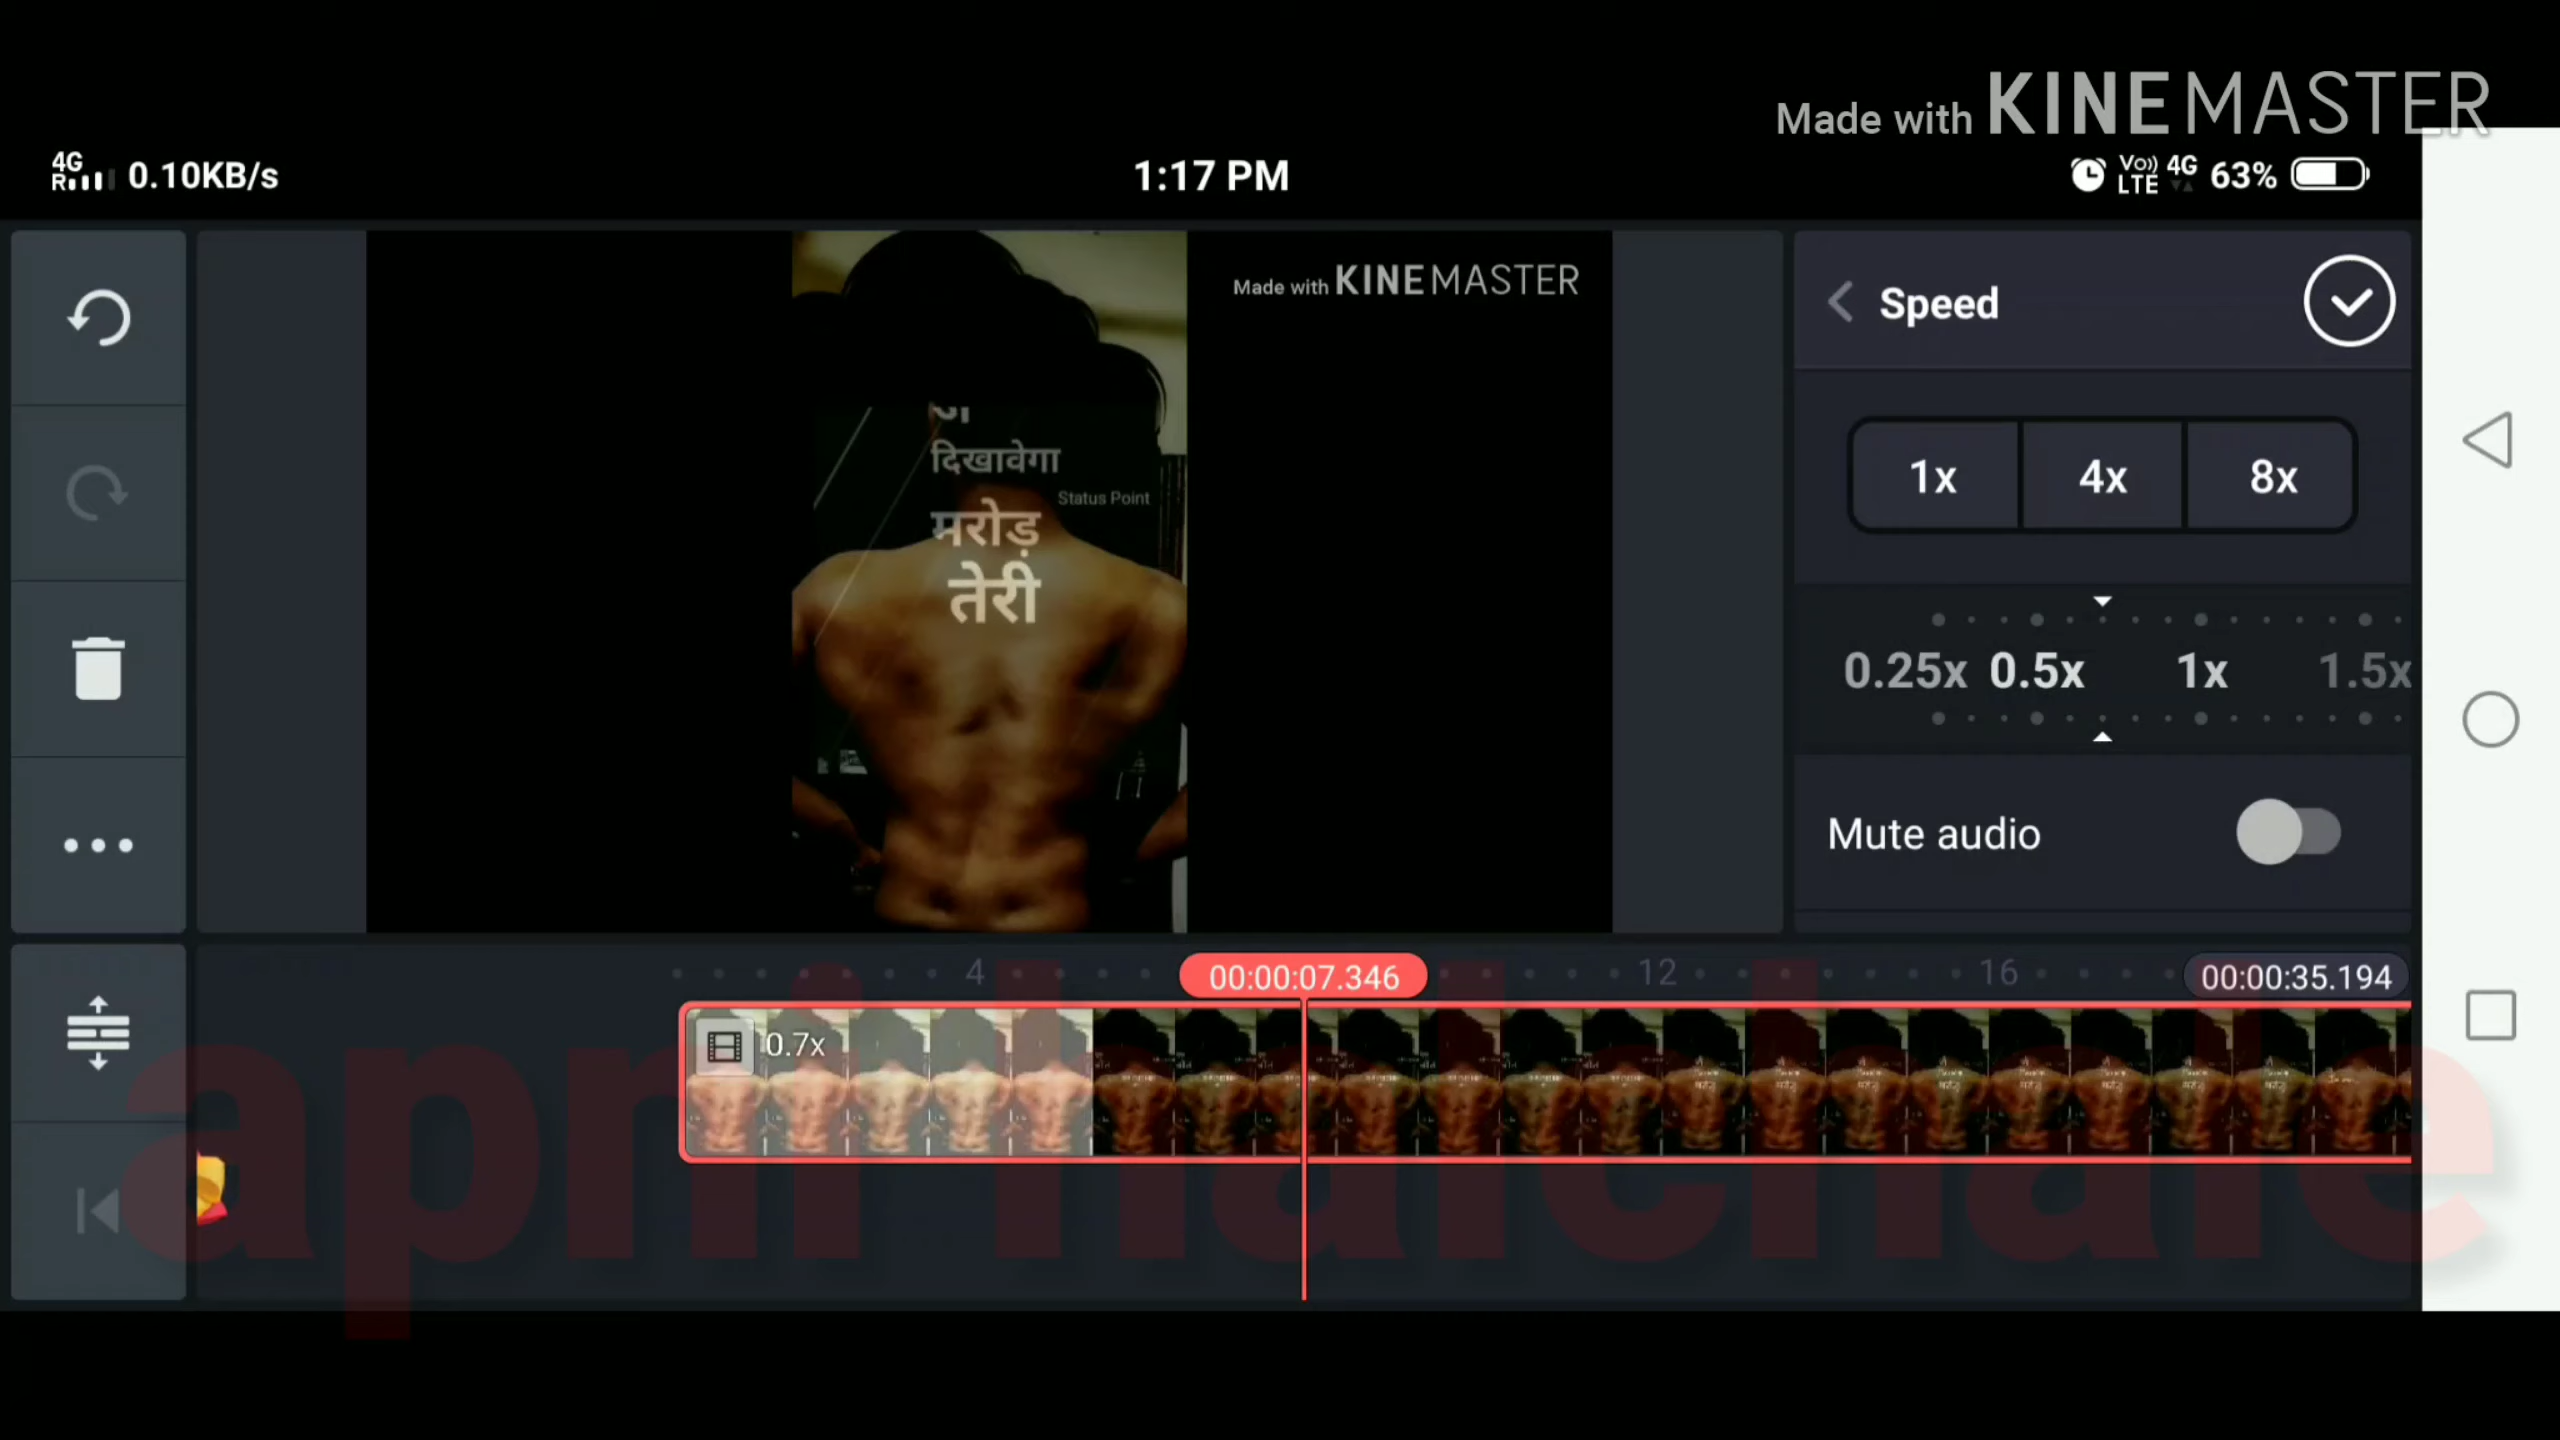 Made with KINEMASTER
4G R 0.10KB/s
1:17 PM
Vo)) LTE 4G 63%
Made with KINEMASTER
Speed
1x 4x 8x
दिखावेगा
Status Point
मरोड़
तेरी
0.25x 0.5x 1x 1.5x
Mute audio
4 00:00:07.346 12 16 00:00:35.194
0.7x
apni halchale